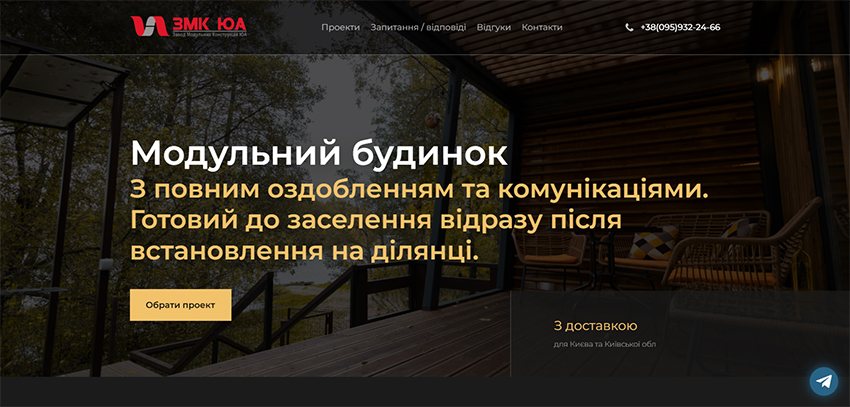 ЗМК ЮА
Завод Модульних Конструкцій ЮА
Проекти
Запитання / відповіді
Відгуки
Контакти
+38(095)932-24-66
Модульний будинок
З повним оздобленням та комунікаціями.
Готовий до заселення відразу після
встановлення на ділянці.
Обрати проект
З доставкою
для Києва та Київської обл